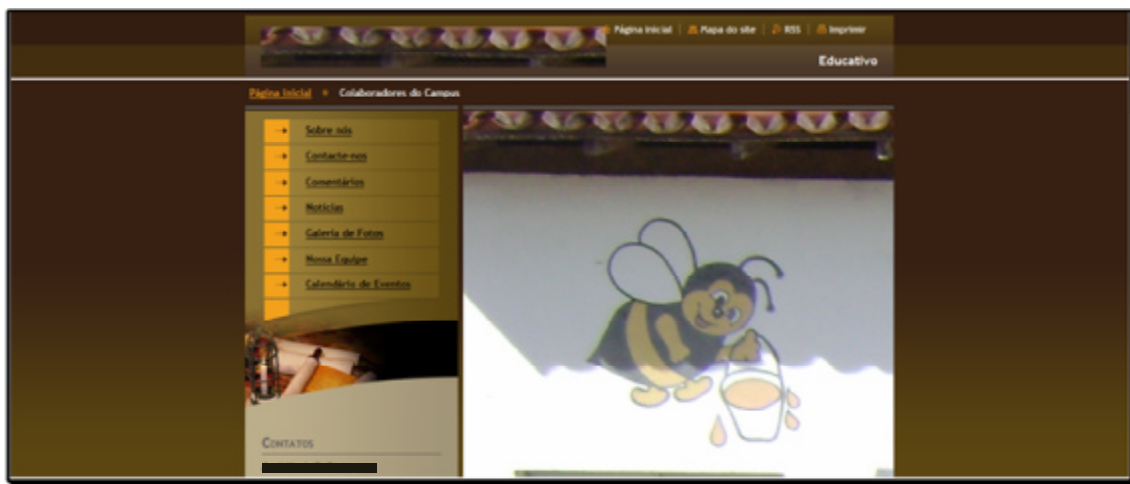 Página inicial | Mapa do site | RSS | Imprimir
Educativo
Página Inicial » Colaboradores do Campus
Sobre nós
Contacte-nos
Comentários
Notícias
Galeria de Fotos
Nossa Equipe
Calendário de Eventos
CONTATOS